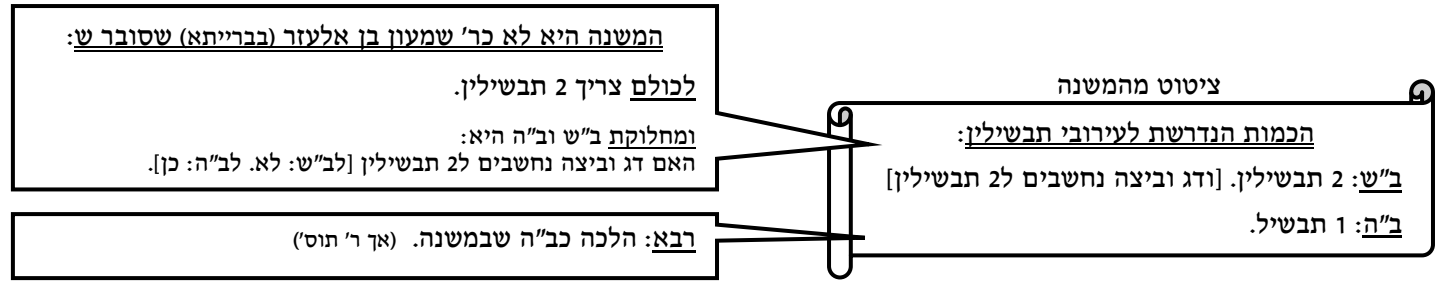 ציטוט מהמשנה
הכמות הנדרשת לעירובי תבשילין:
ב"ש: 2 תבשילין. [ודג וביצה נחשבים ל2 תבשילין]
ב"ה: 1 תבשיל.
המשנה היא לא כר' שמעון בן אלעזר (בברייתא) שסובר ש:
לכולם צריך 2 תבשילין.
ומחלוקת ב"ש וב"ה היא:
האם דג וביצה נחשבים ל2 תבשילין [לב"ש: לא. לב"ה: כן].
רבא: הלכה כב"ה שבמשנה. (אך ר' תוס')